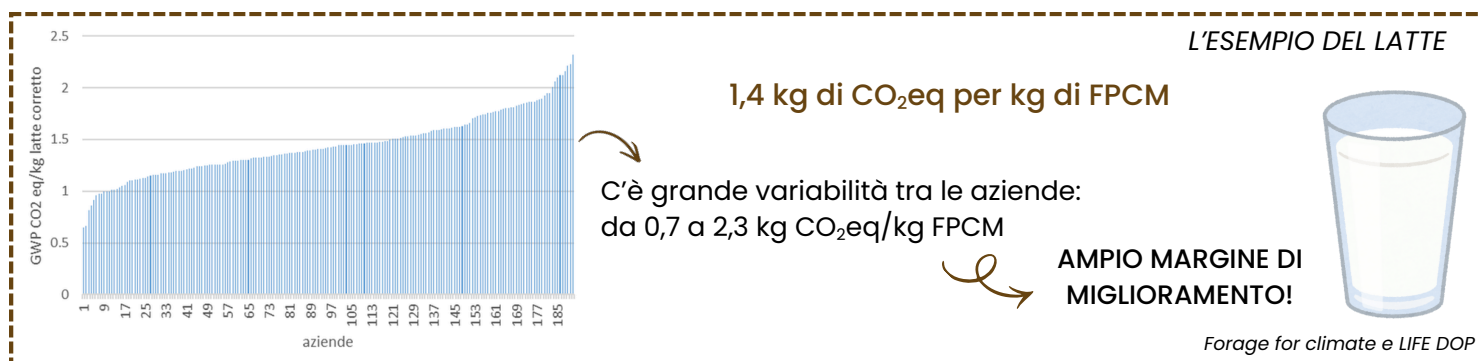 L'ESEMPIO DEL LATTE
GWP CO2 eq/kg latte corretto
2.5
2
1.5
1
0.5
0
1 9 17 25 33 41 49 57 65 73 81 89 97 105 113 121 129 137 145 153 161 169 177 185
aziende
1,4 kg di CO₂eq per kg di FPCM
C'è grande variabilità tra le aziende:
da 0,7 a 2,3 kg CO₂eq/kg FPCM
AMPIO MARGINE DI
MIGLIORAMENTO!
Forage for climate e LIFE DOP